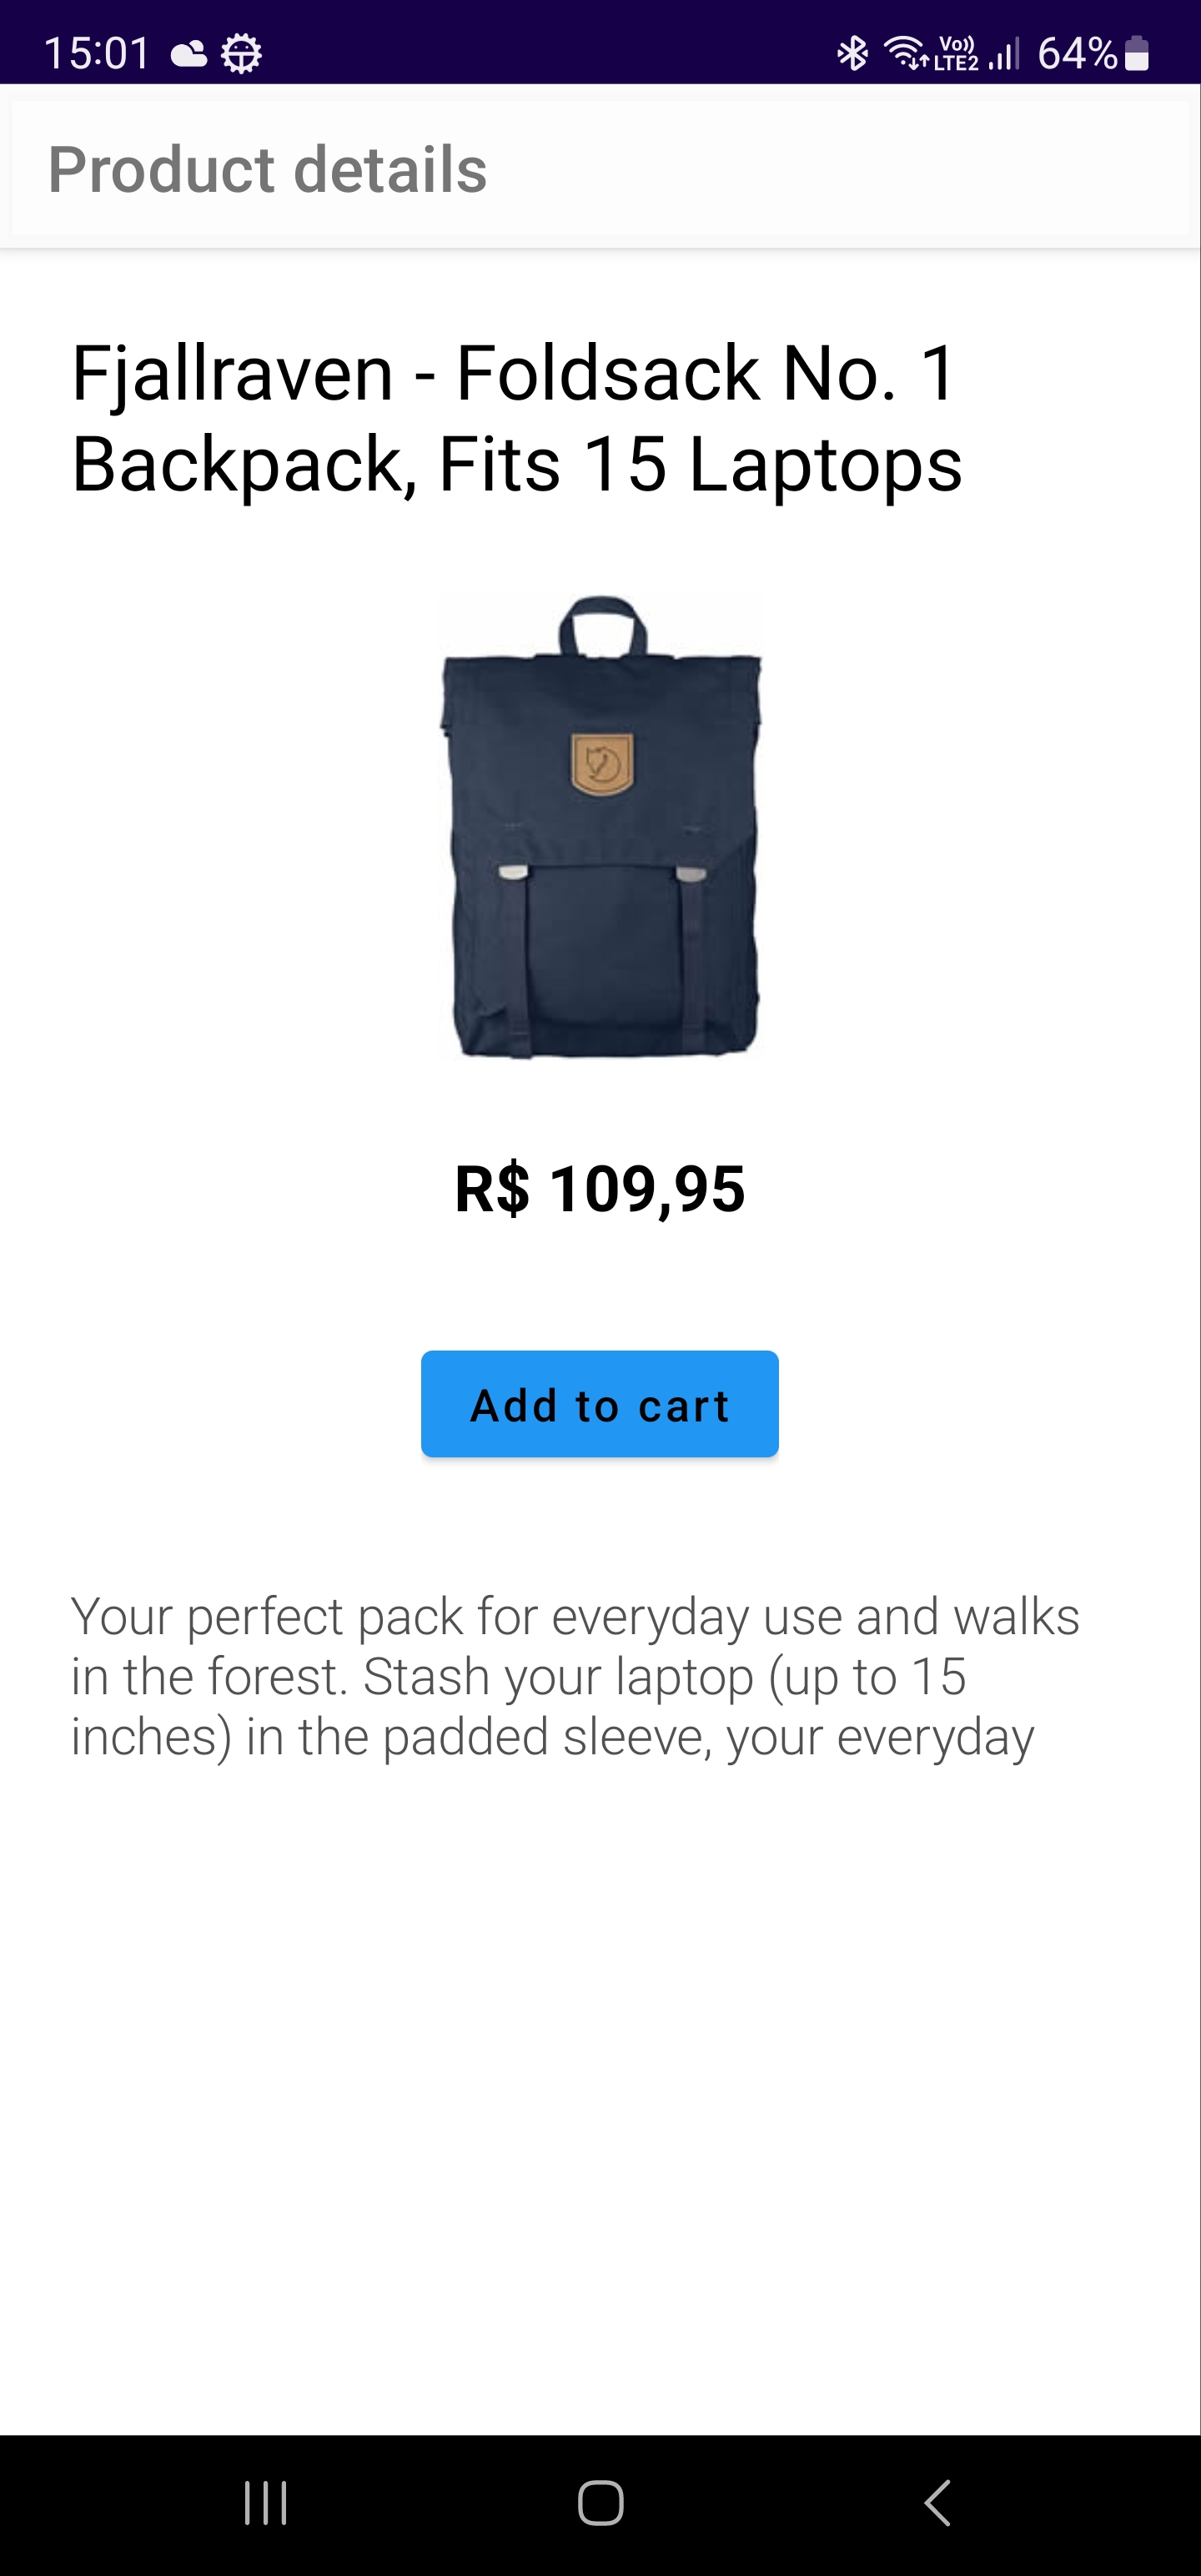 15:01
Vo)) LTE2 64%
Product details
Fjallraven - Foldsack No. 1
Backpack, Fits 15 Laptops
R$ 109,95
Add to cart
Your perfect pack for everyday use and walks
in the forest. Stash your laptop (up to 15
inches) in the padded sleeve, your everyday